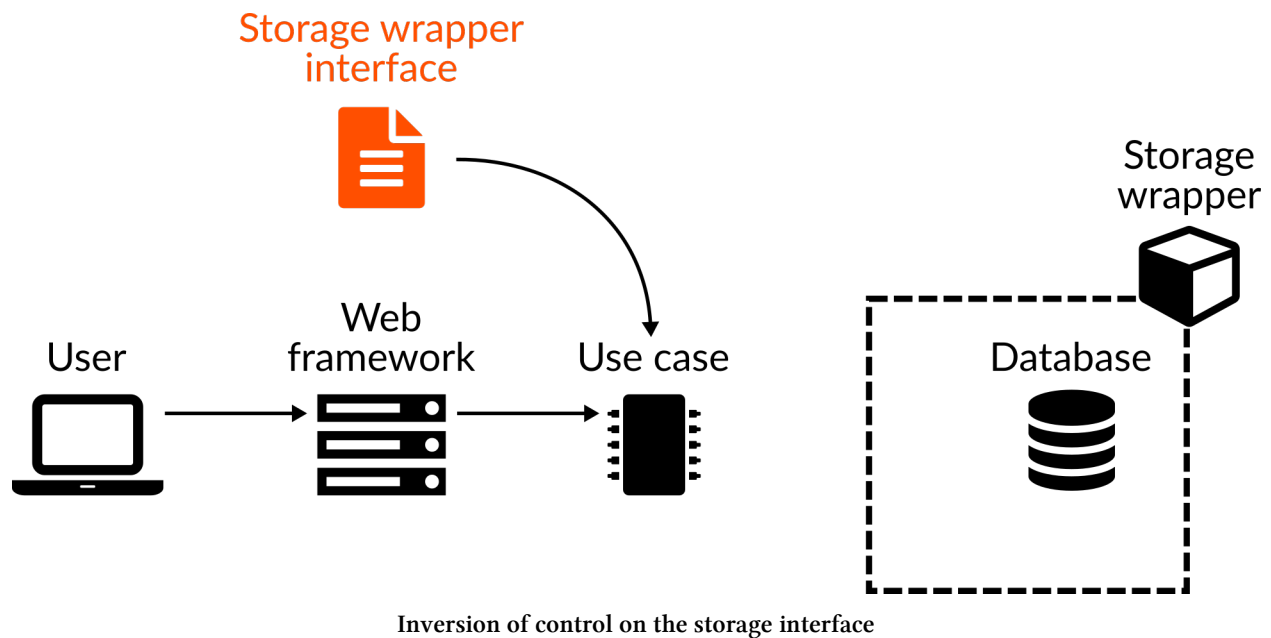 Storage wrapper
interface
Storage
wrapper
Web
framework
User
Use case
Database
Inversion of control on the storage interface